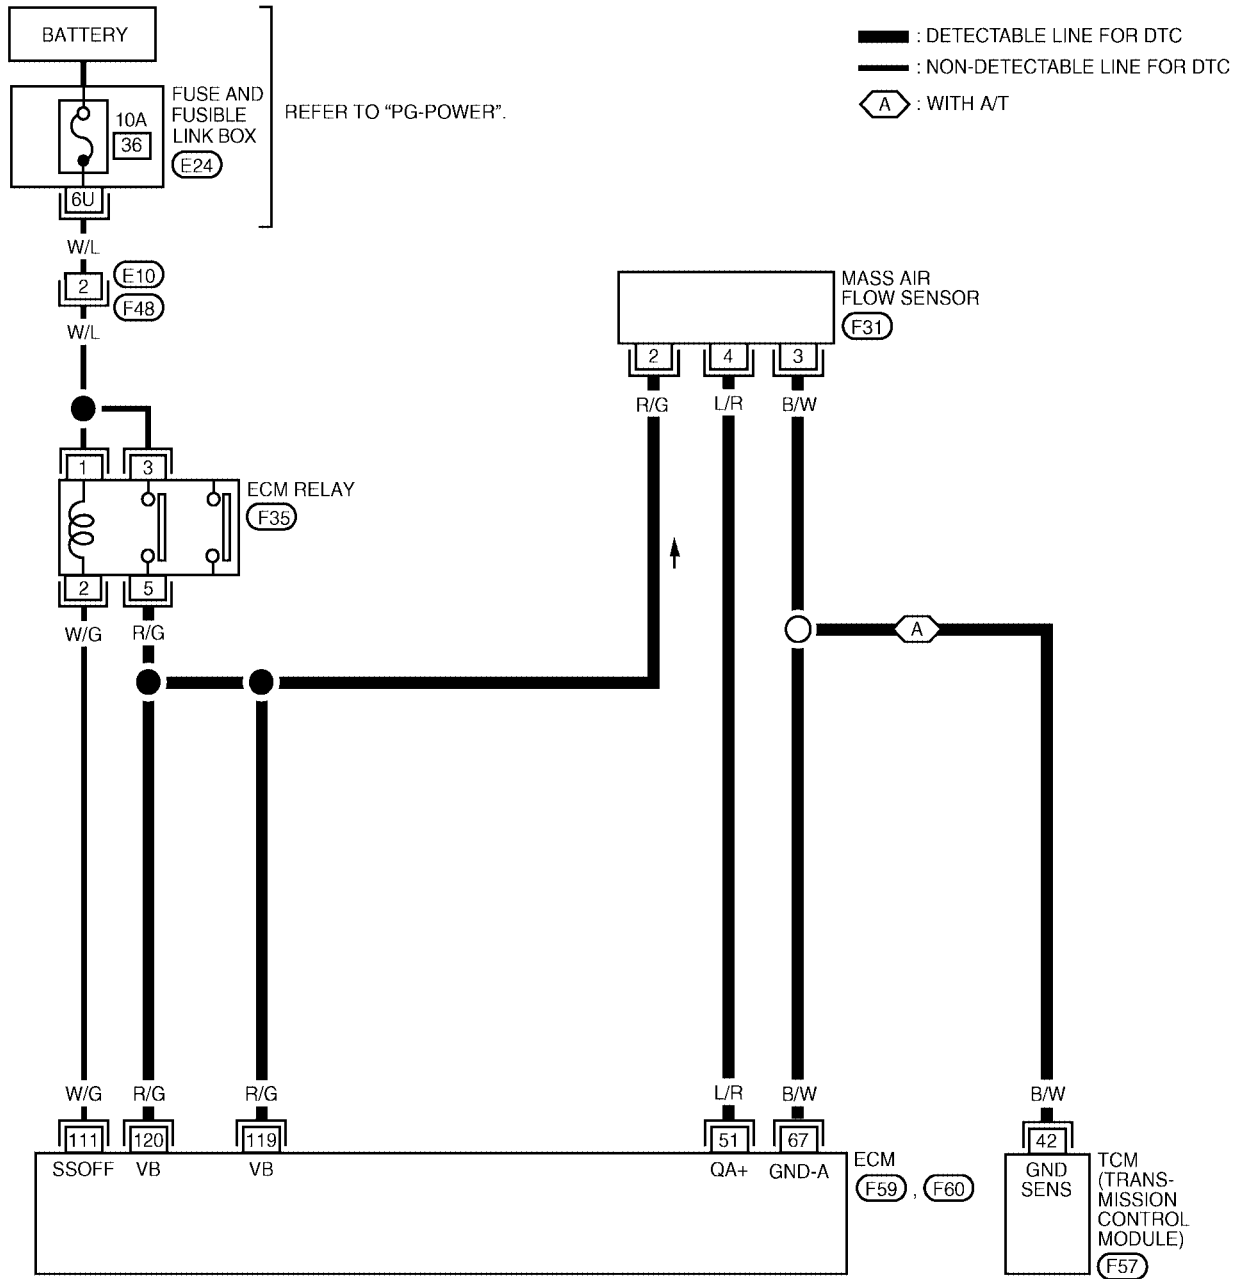 BATTERY
: DETECTABLE LINE FOR DTC
: NON-DETECTABLE LINE FOR DTC
A : WITH A/T
FUSE AND
FUSIBLE
LINK BOX
E24
10A
36
REFER TO “PG-POWER”.
6U
W/L
2
E10
F48
W/L
MASS AIR
FLOW SENSOR
F31
2 4 3
R/G L/R B/W
1 3
ECM RELAY
F35
2 5
W/G R/G
A
W/G R/G R/G L/R B/W B/W
111 120 119 51 67 42
SSOFF VB VB QA+ GND-A
ECM
F59 , F60
GND
SENS
TCM
(TRANS-
MISSION
CONTROL
MODULE)
F57